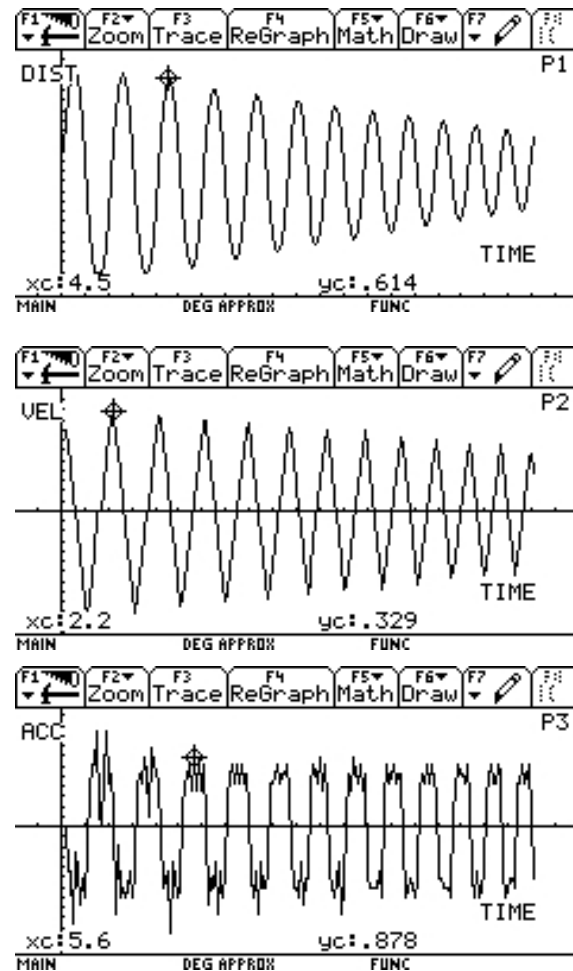 F1 F2 F3 F4 F5 F6 F7
Zoom Trace ReGraph Math Draw
DIST P1
TIME
xc:4.5 yc:.614
MAIN DEG APPROX FUNC
F1 F2 F3 F4 F5 F6 F7
Zoom Trace ReGraph Math Draw
VEL P2
TIME
xc:2.2 yc:.329
MAIN DEG APPROX FUNC
F1 F2 F3 F4 F5 F6 F7
Zoom Trace ReGraph Math Draw
ACC P3
TIME
xc:5.6 yc:.878
MAIN DEG APPROX FUNC